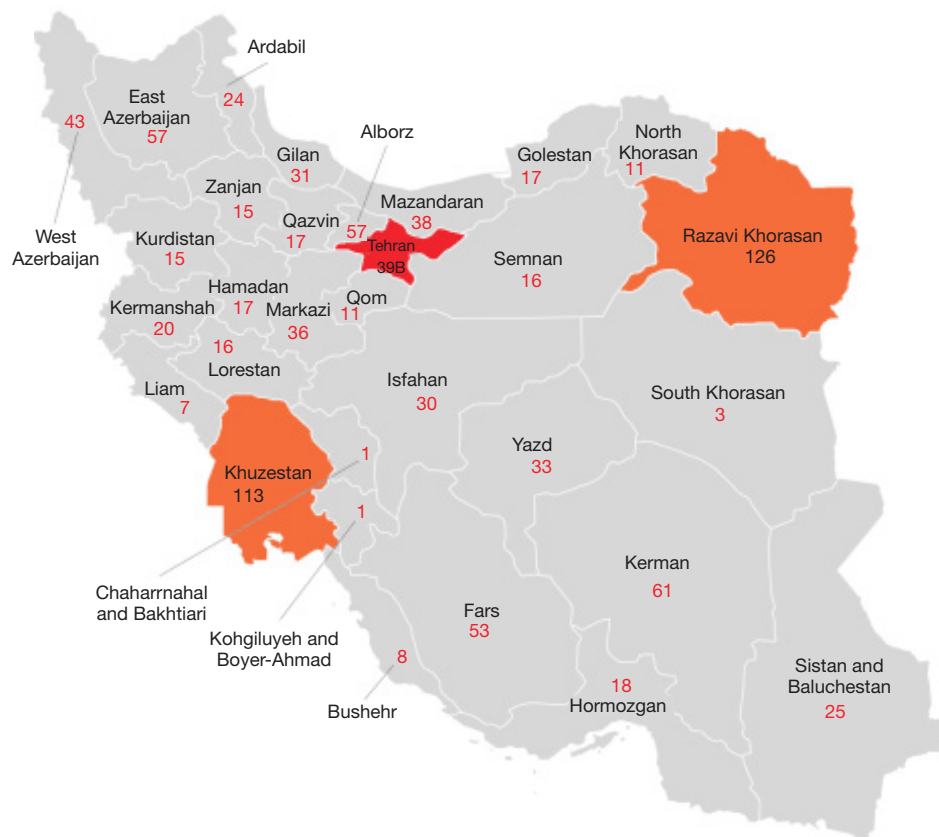 Ardabil
24
East
Azerbaijan
57
43
West
Azerbaijan
Gilan
31
Alborz
57
Zanjan
15
Qazvin
17
Mazandaran
38
Golestan
17
North
Khorasan
11
Razavi Khorasan
126
Tehran
39B
Kurdistan
15
Semnan
16
Hamadan
17
Markazi
36
Qom
11
Kermanshah
20
16
Lorestan
Liam
7
Isfahan
30
South Khorasan
3
Yazd
33
Khuzestan
113
1
1
Chaharrnahal
and Bakhtiari
Kohgiluyeh and
Boyer-Ahmad
Kerman
61
Fars
53
8
Bushehr
18
Hormozgan
Sistan and
Baluchestan
25